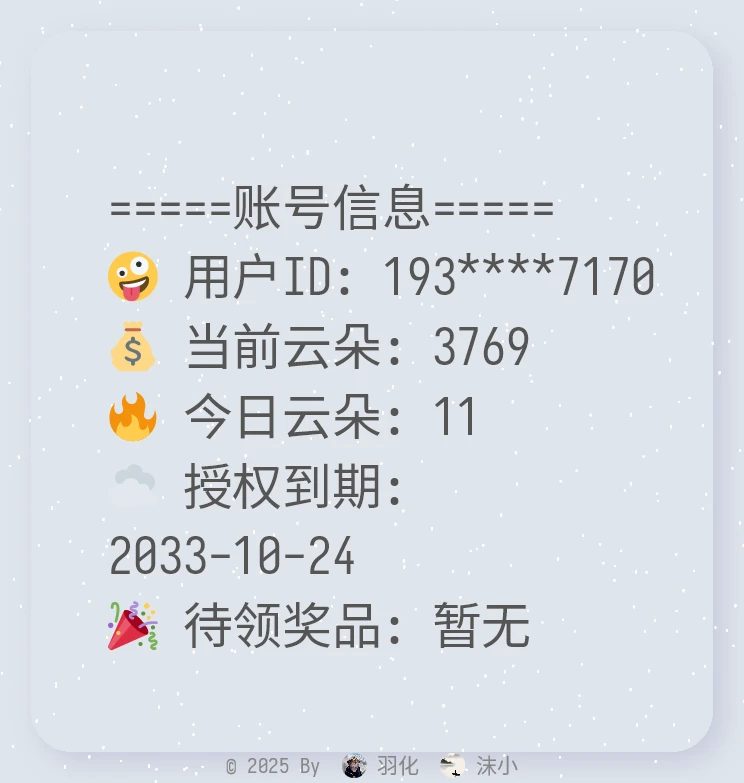 =====账号信息=====
🤪 用户ID: 193****7170
💰 当前云朵: 3769
🔥 今日云朵: 11
☁️ 授权到期:
2033-10-24
🎉 待领奖品: 暂无
© 2025 By 羽化 沫小